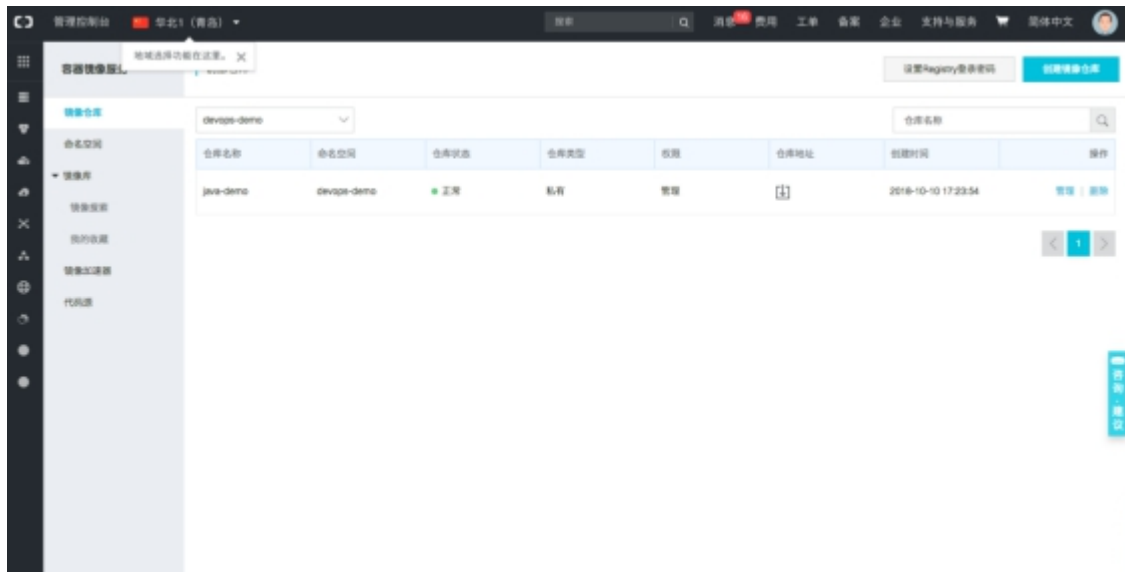 管理控制台 华北1（青岛） 搜索 消息 费用 工单 备案 企业 支持与服务 简体中文
地域选择功能在这里。
容器镜像服务 设置Registry登录密码 创建镜像仓库
镜像仓库
devops-demo 仓库名称
命名空间
仓库名称 命名空间 仓库状态 仓库类型 权限 仓库地址 创建时间 操作
镜像库
java-demo devops-demo 正常 私有 管理 2018-10-10 17:23:54 管理 | 删除
镜像搜索
我的收藏
1
镜像加速器
代码源
咨询·建议